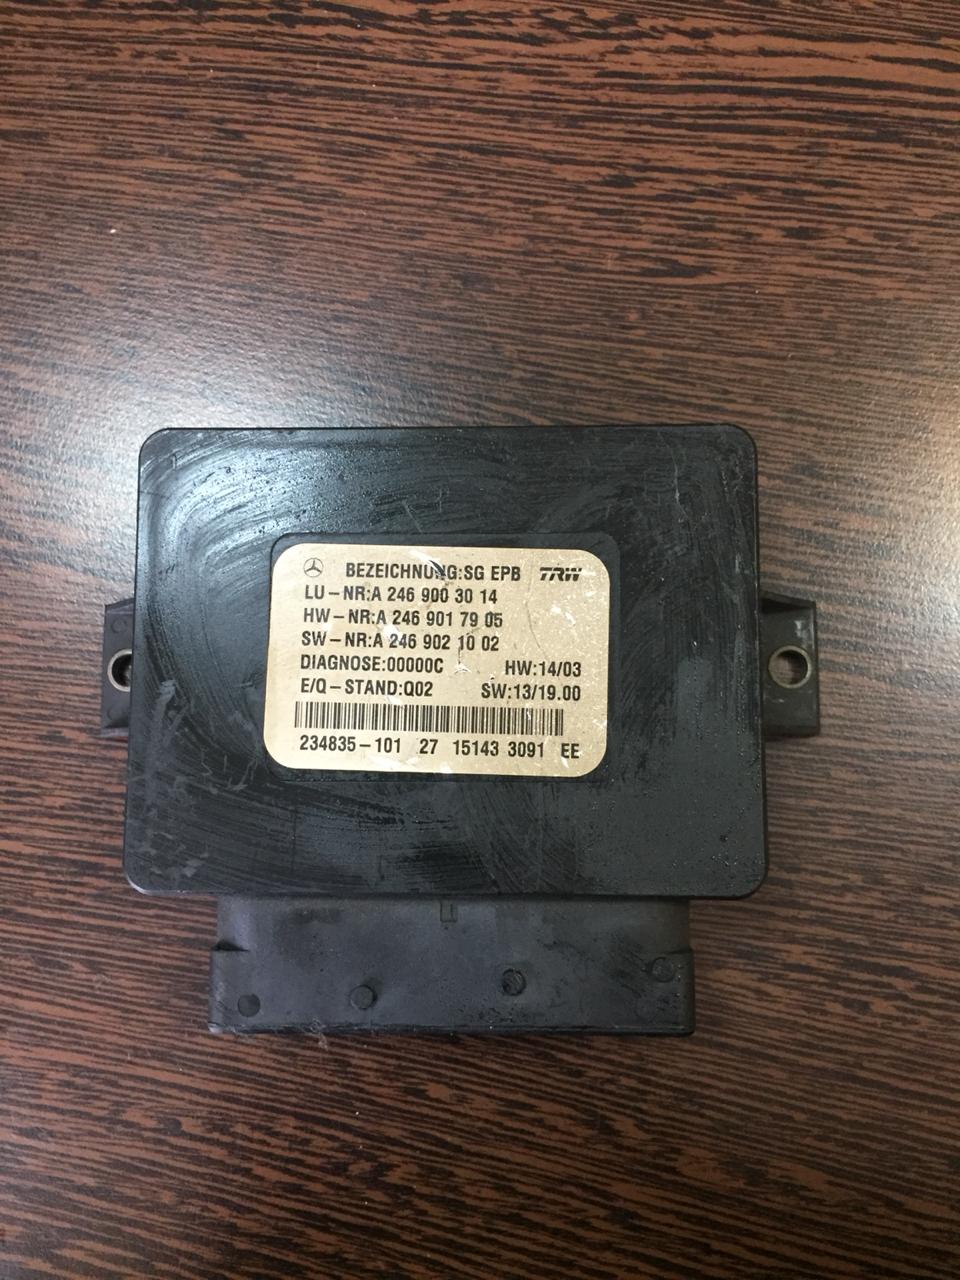 BEZEICHNUNG:SG EPB TRW
LU-NR:A 246 900 30 14
HW-NR:A 246 901 79 05
SW-NR:A 246 902 10 02
DIAGNOSE:00000C HW:14/03
E/Q-STAND:Q02 SW:13/19.00
234835-101 27 15143 3091 EE